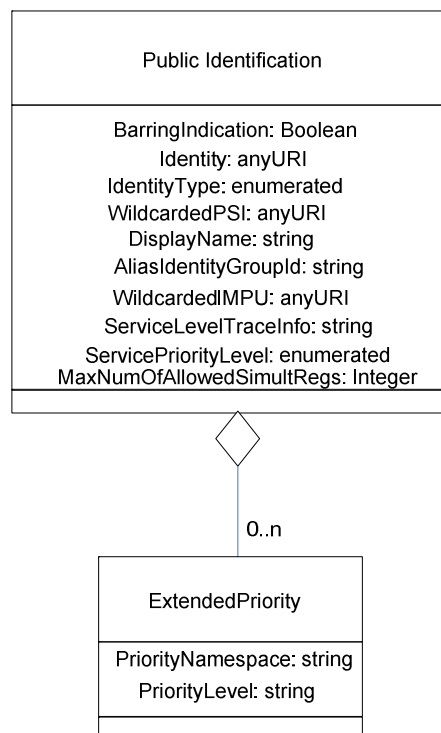 Public Identification
BarringIndication: Boolean
Identity: anyURI
IdentityType: enumerated
WildcardedPSI: anyURI
DisplayName: string
AliasIdentityGroupId: string
WildcardedIMPU: anyURI
ServiceLevelTraceInfo: string
ServicePriorityLevel: enumerated
MaxNumOfAllowedSimultRegs: Integer
0..n
ExtendedPriority
PriorityNamespace: string
PriorityLevel: string